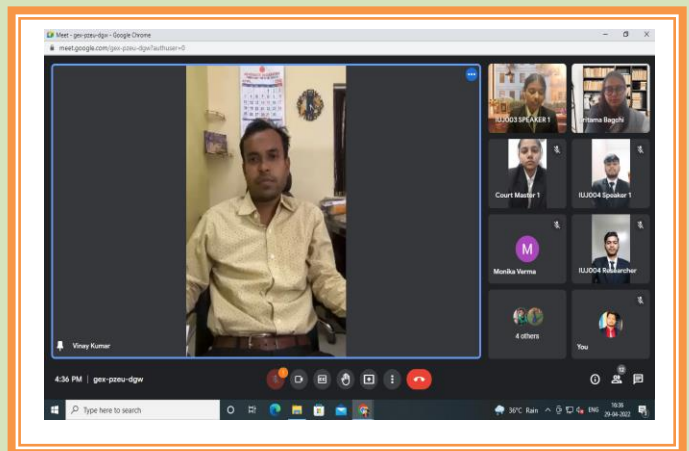 Meet - gex-pzeu-dgw - Google Chrome
meet.google.com/gex-pzeu-dgw?authuser=0
IUJ003 SPEAKER 1
ritama Bagchi
Court Master 1
IUJ004 Speaker 1
M
Monika Verma
IUJ004 Researcher
4 others
You
Vinay Kumar
4:36 PM | gex-pzeu-dgw
12
Type here to search
36°C Rain
ENG
16:36
29-04-2022